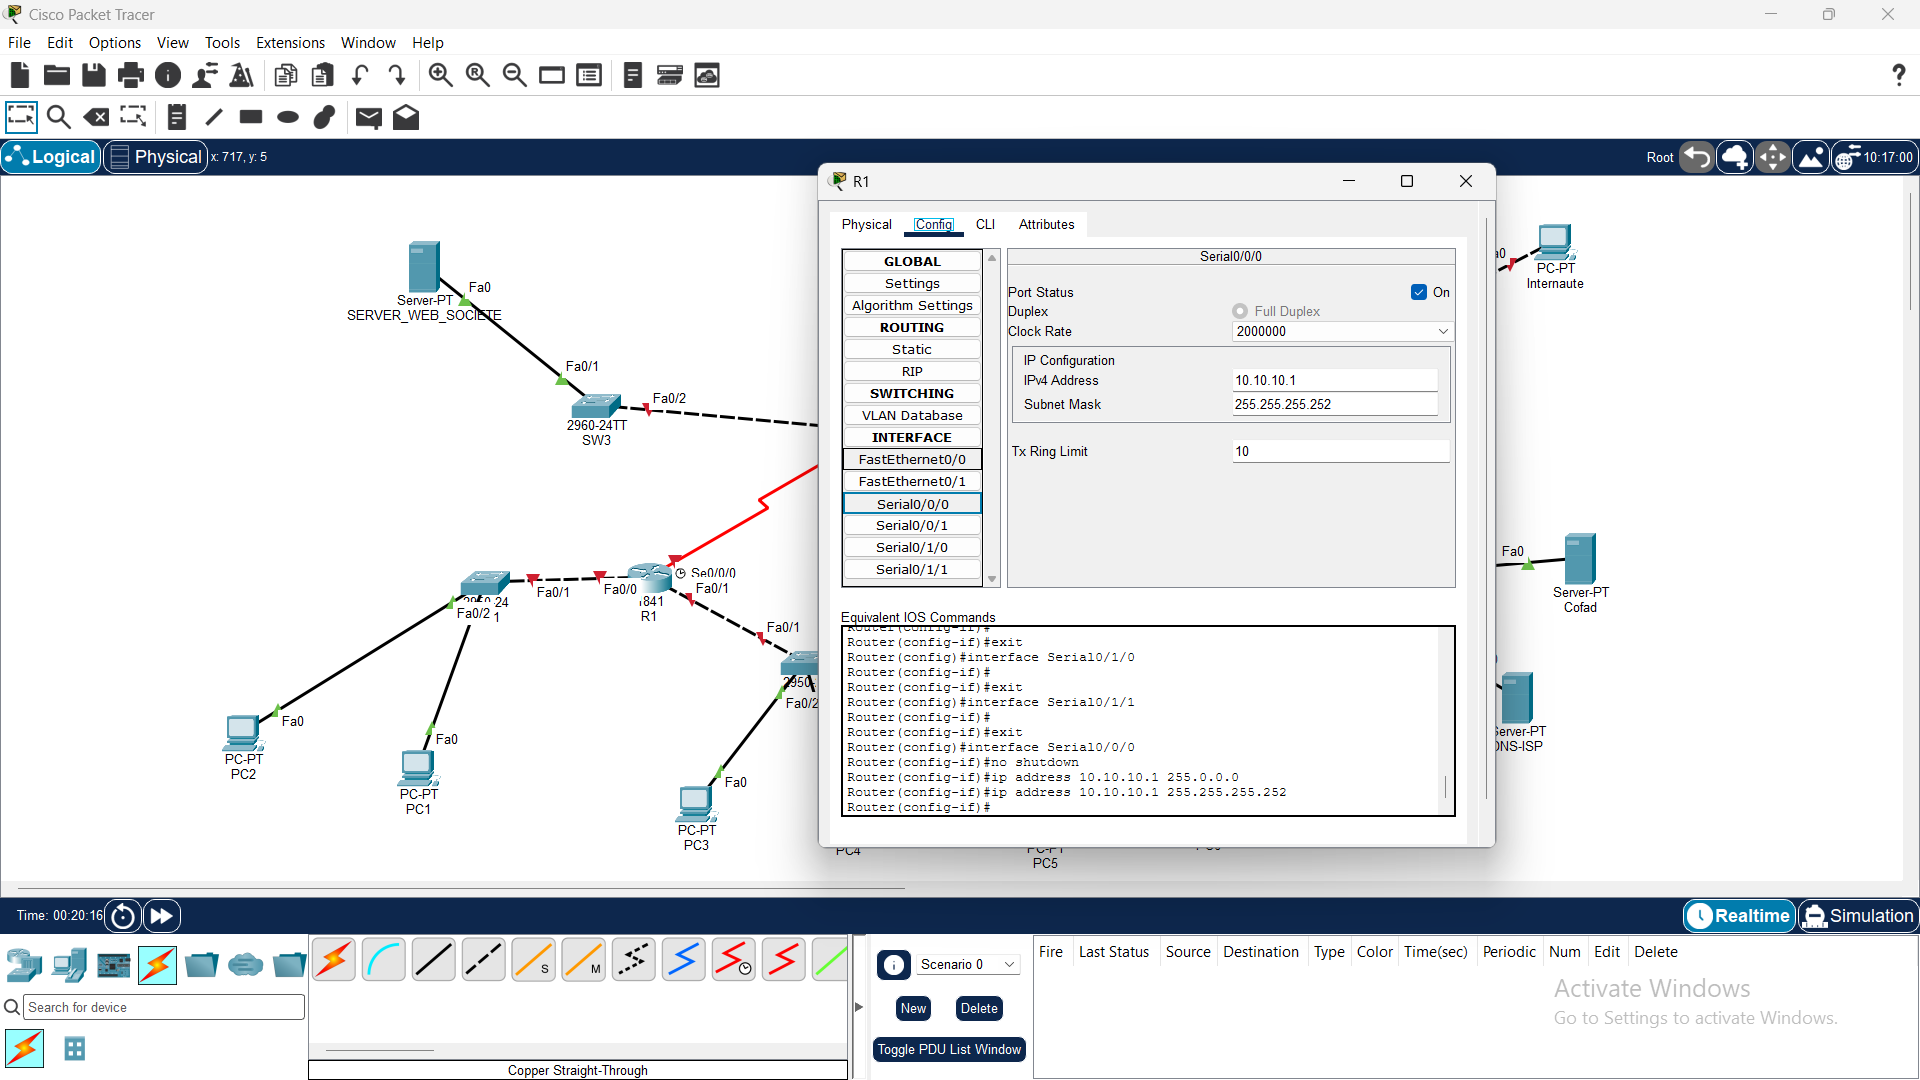 Cisco Packet Tracer
File Edit Options View Tools Extensions Window Help
Logical Physical x: 717, y: 5 Root 10:17:00
R1
Physical Config CLI Attributes
GLOBAL
Settings
Algorithm Settings
ROUTING
Static
RIP
SWITCHING
VLAN Database
INTERFACE
FastEthernet0/0
FastEthernet0/1
Serial0/0/0
Serial0/0/1
Serial0/1/0
Serial0/1/1
Serial0/0/0
Port Status On
Duplex Full Duplex
Clock Rate 2000000
IP Configuration
IPv4 Address 10.10.10.1
Subnet Mask 255.255.255.252
Tx Ring Limit 10
Equivalent IOS Commands
Router(config-if)#
Router(config-if)#exit
Router(config)#interface Serial0/1/0
Router(config-if)#
Router(config-if)#exit
Router(config)#interface Serial0/1/1
Router(config-if)#
Router(config-if)#exit
Router(config)#interface Serial0/0/0
Router(config-if)#no shutdown
Router(config-if)#ip address 10.10.10.1 255.0.0.0
Router(config-if)#ip address 10.10.10.1 255.255.255.252
Router(config-if)#
Fa0
Server-PT
SERVER_WEB_SOCIETE
Fa0/1
Fa0/2
2960-24TT
SW3
Fa0/1
Fa0/0
Se0/0/0
Fa0/1
1841
R1
Fa0/2
Fa0/1
2950-
Fa0/2
Fa0
PC-PT
PC2
Fa0
PC-PT
PC1
Fa0
PC-PT
PC3
PC4
PC-PT
PC5
PC-PT
Internaute
Fa0
Server-PT
Cofad
erver-PT
NS-ISP
Time: 00:20:16
Realtime Simulation
Search for device
S
M
Copper Straight-Through
Scenario 0
New Delete
Toggle PDU List Window
Fire Last Status Source Destination Type Color Time(sec) Periodic Num Edit Delete
Activate Windows
Go to Settings to activate Windows.